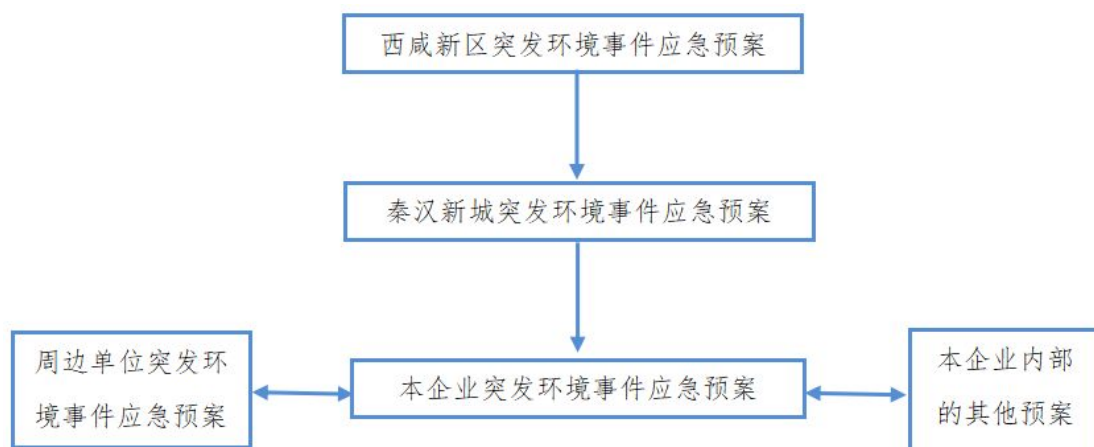 西咸新区突发环境事件应急预案
秦汉新城突发环境事件应急预案
周边单位突发环
境事件应急预案
本企业突发环境事件应急预案
本企业内部
的其他预案